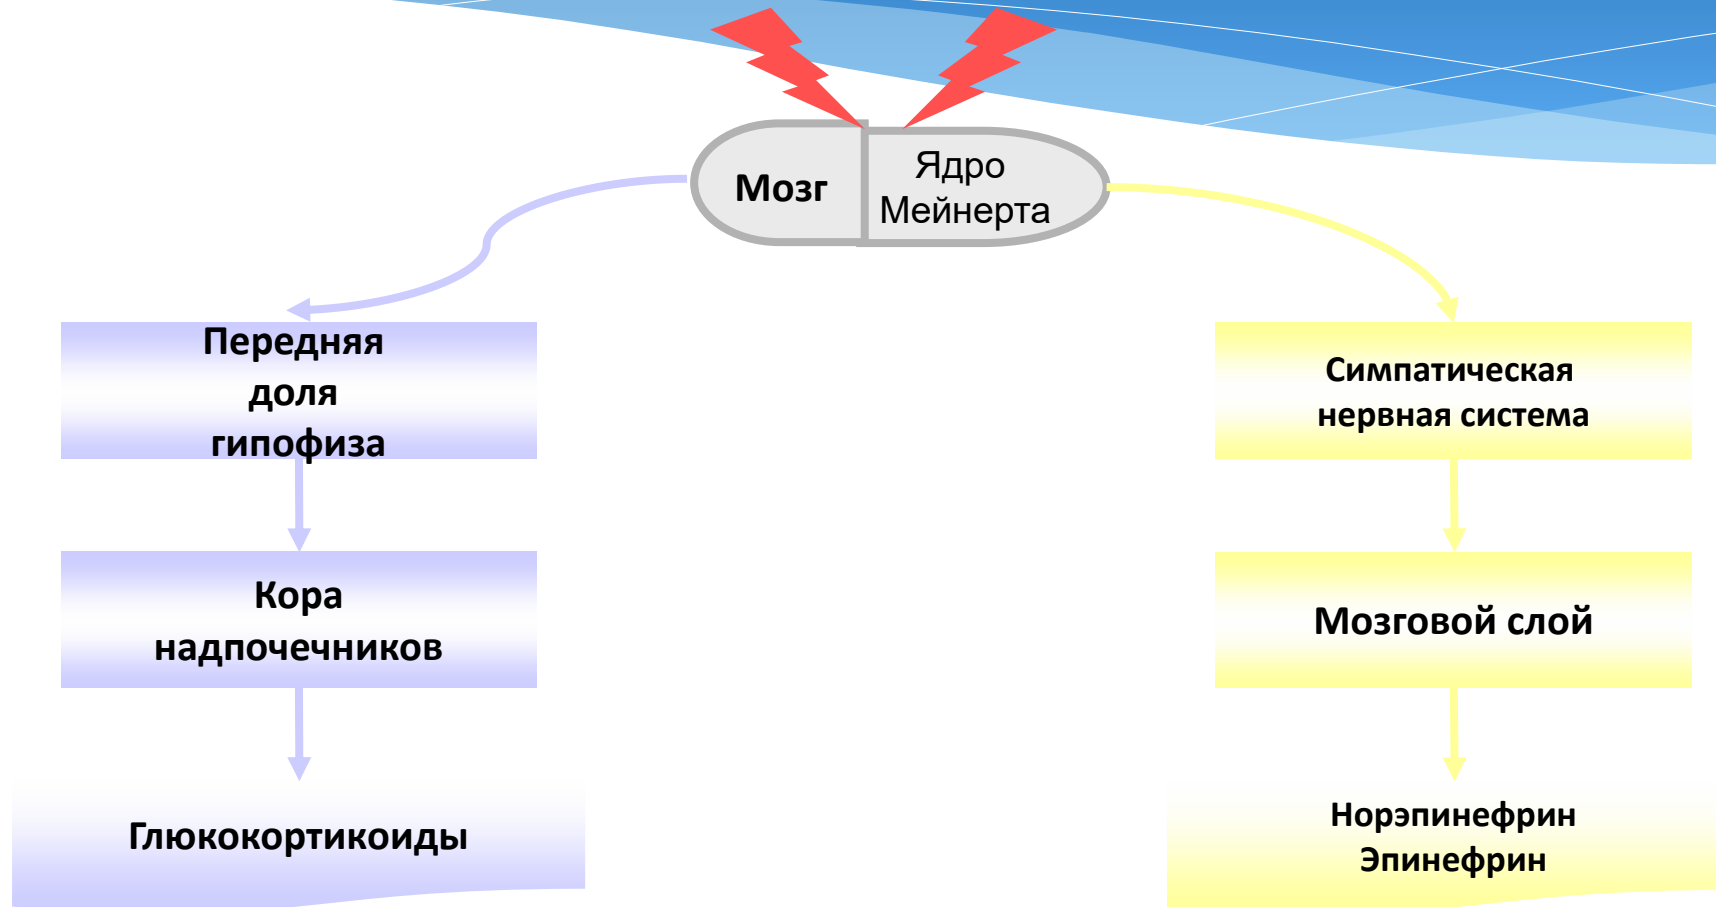 Мозг
Ядро
Мейнерта
Передняя
доля
гипофиза
Симпатическая
нервная система
Кора
надпочечников
Мозговой слой
Глюкокортикоиды
Норэпинефрин
Эпинефрин